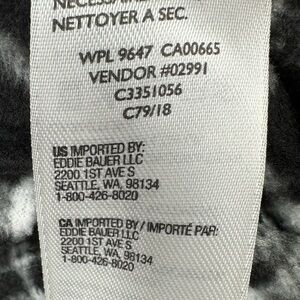 NETTOYER A SEC.
WPL 9647 CA00665
VENDOR #02991
C3351056
C79/18
US IMPORTED BY:
EDDIE BAUER LLC
2200 1ST AVE S
SEATTLE, WA, 98134
1-800-426-8020
CA IMPORTED BY / IMPORTÉ PAR:
EDDIE BAUER LLC
2200 1ST AVE S
SEATTLE, WA, 98134
1-800-426-8020